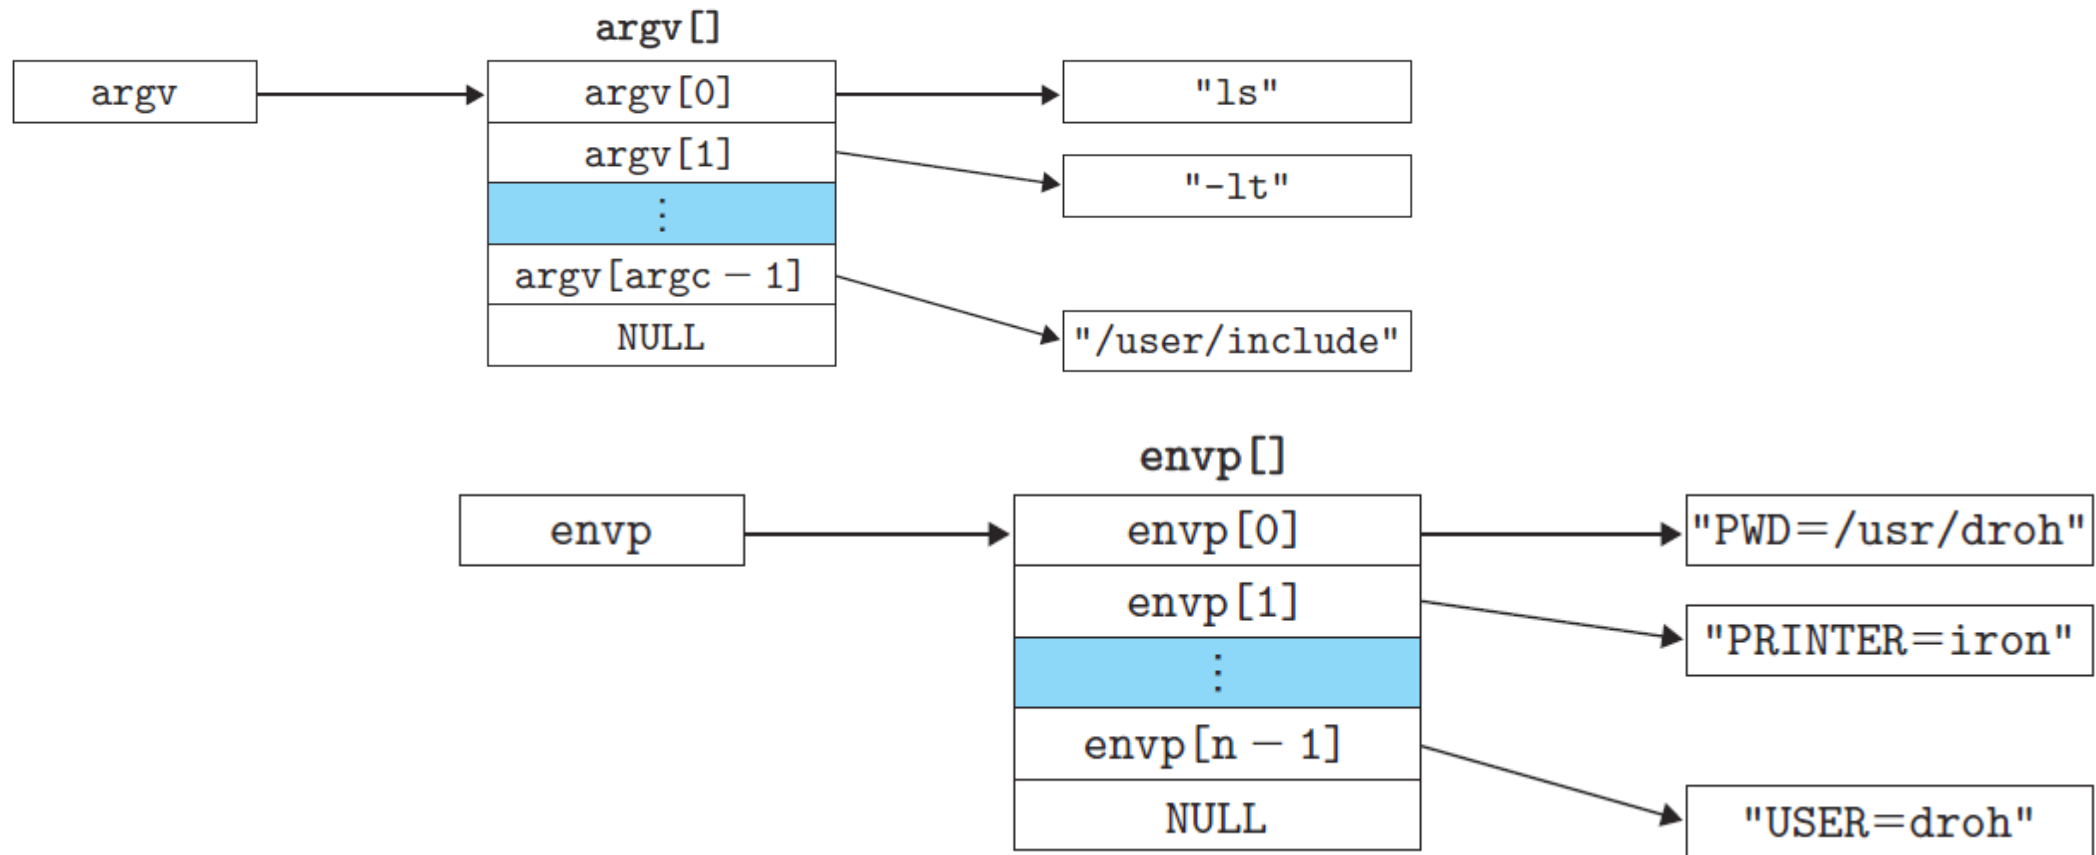 argv[]
argv
argv[0]
"ls"
argv[1]
"-lt"
⋮
argv[argc − 1]
"/user/include"
NULL
envp[]
envp
envp[0]
"PWD=/usr/droh"
envp[1]
"PRINTER=iron"
⋮
envp[n − 1]
NULL
"USER=droh"